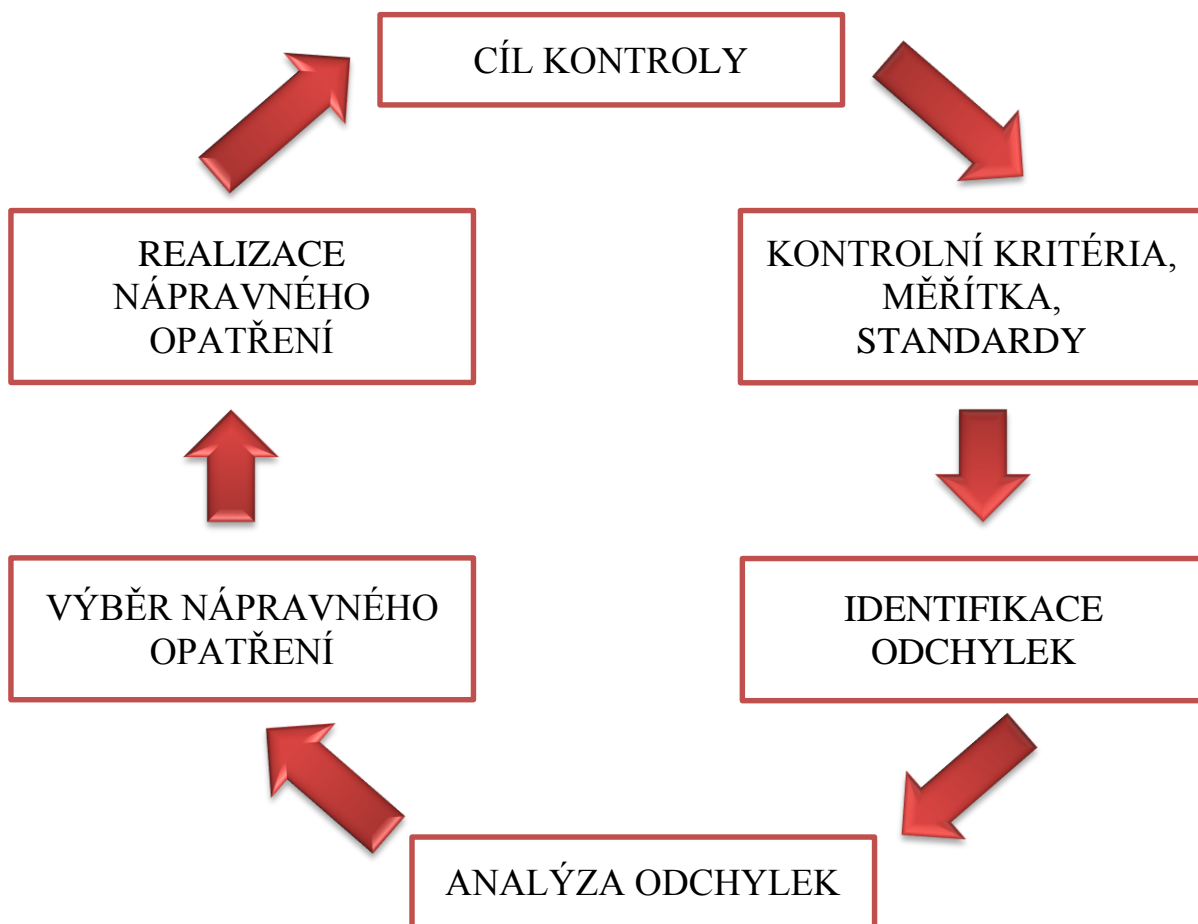 CÍL KONTROLY
KONTROLNÍ KRITÉRIA,
MĚŘÍTKA,
STANDARDY
IDENTIFIKACE
ODCHYLEK
ANALÝZA ODCHYLEK
VÝBĚR NÁPRAVNÉHO
OPATŘENÍ
REALIZACE
NÁPRAVNÉHO
OPATŘENÍ